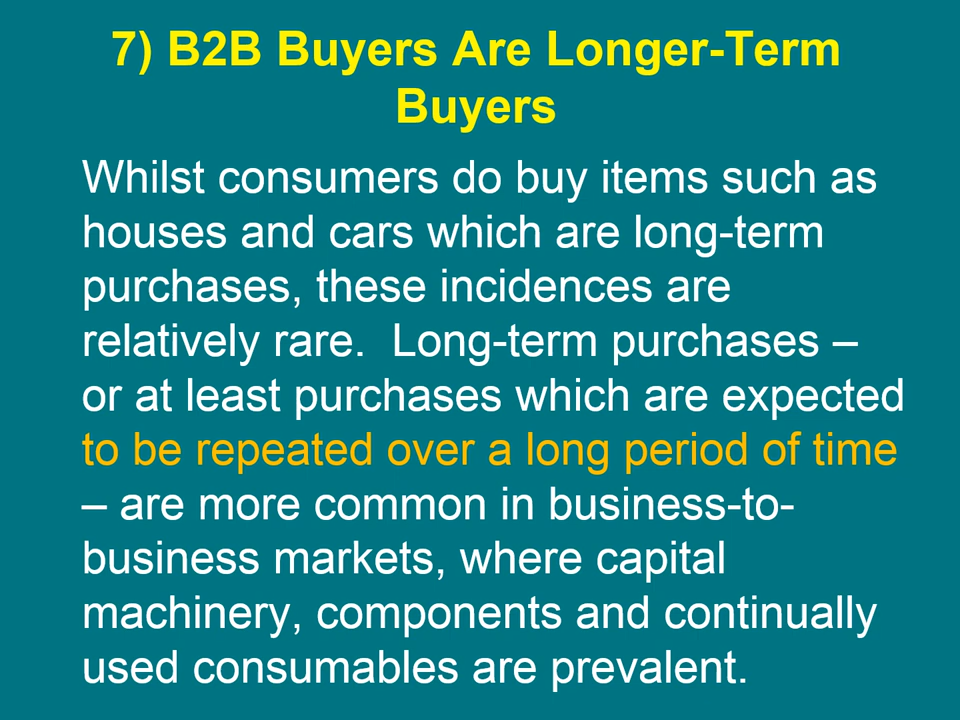 7) B2B Buyers Are Longer-Term
Buyers
Whilst consumers do buy items such as
houses and cars which are long-term
purchases, these incidences are
relatively rare.  Long-term purchases –
or at least purchases which are expected
to be repeated over a long period of time
– are more common in business-to-
business markets, where capital
machinery, components and continually
used consumables are prevalent.